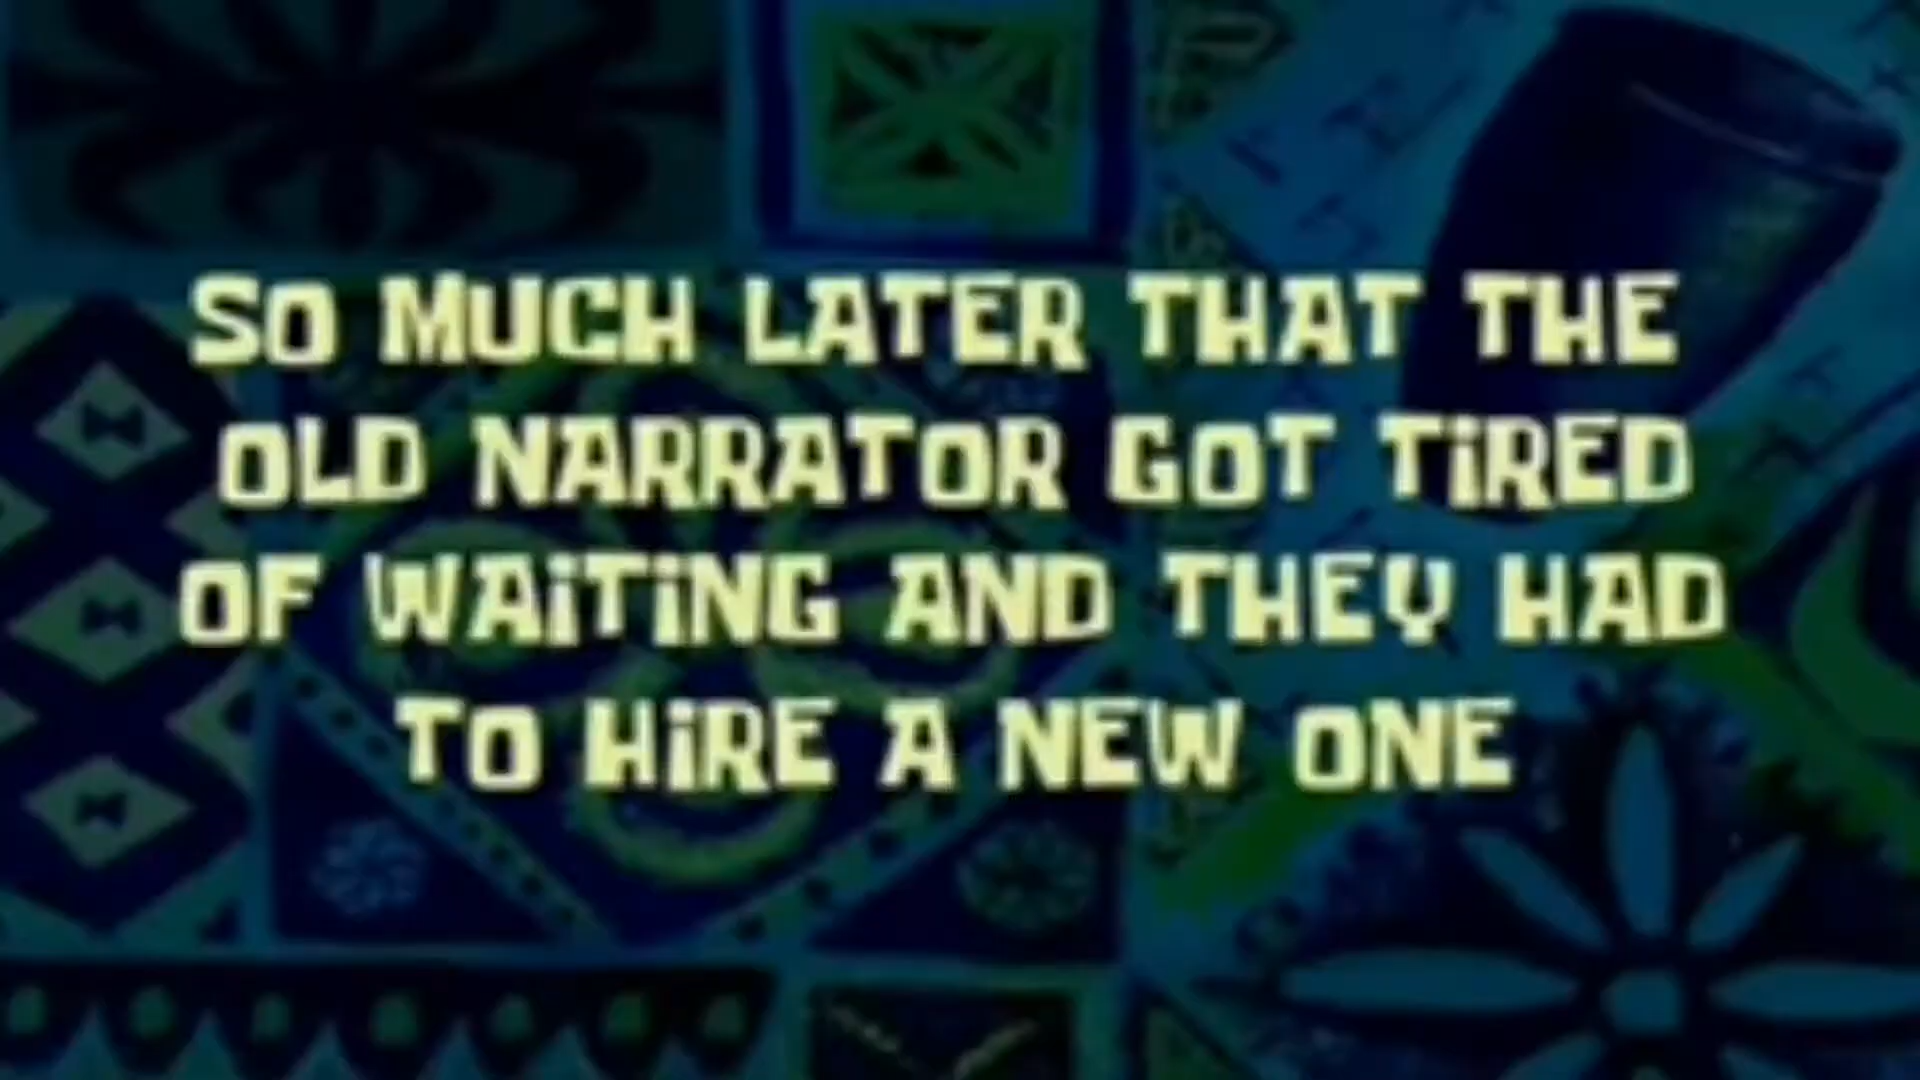 SO MUCH LATER THAT THE
OLD NARRATOR GOT TIRED
OF WAITING AND THEY HAD
TO HIRE A NEW ONE